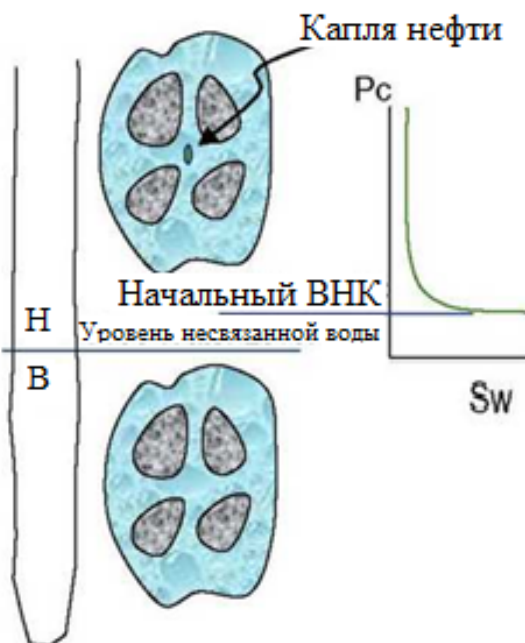 Капля нефти
Pc
Начальный ВНК
Н
Уровень несвязанной воды
В
Sw